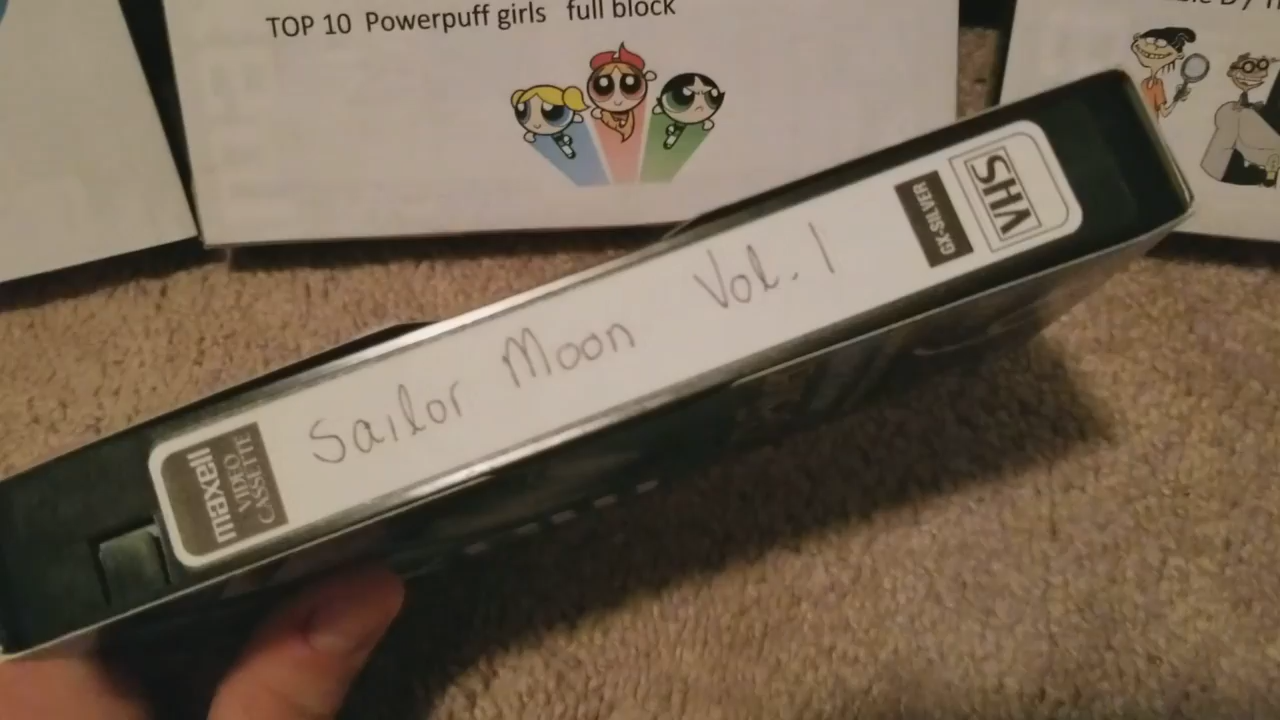 TOP 10 Powerpuff girls full block
Sailor Moon Vol. 1
maxell
VIDEO
CASSETTE
GX-SILVER
VHS